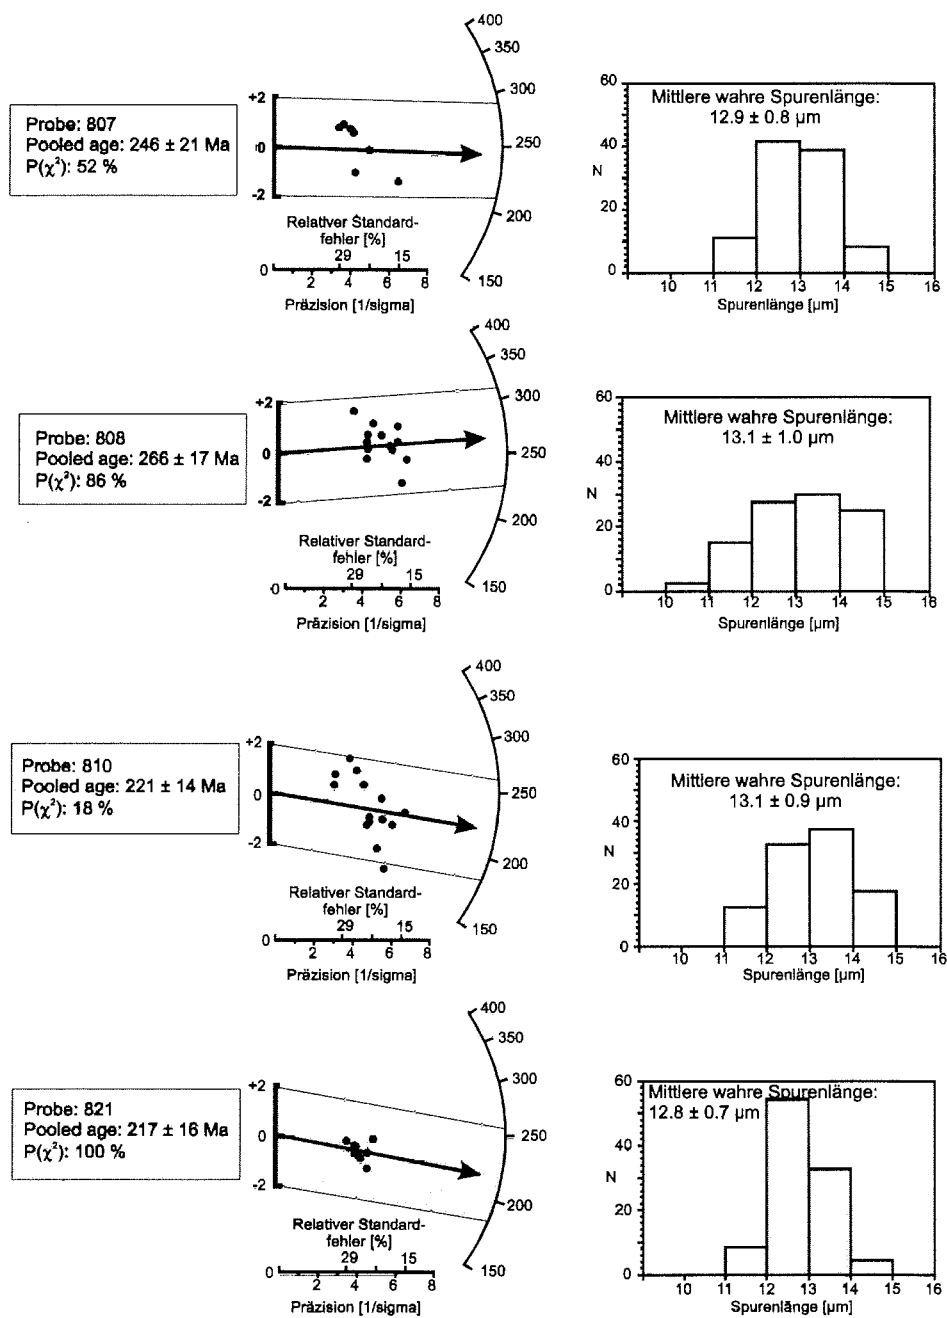 Probe: 807
Pooled age: 246 ± 21 Ma
P(χ²): 52 %
+2
0
-2
400
350
300
250
200
150
Relativer Standard-
fehler [%]
29 15
0
2 4 6 8
Präzision [1/sigma]
Mittlere wahre Spurenlänge:
12.9 ± 0.8 µm
60
40
20
0
N
10 11 12 13 14 15 16
Spurenlänge [µm]
Probe: 808
Pooled age: 266 ± 17 Ma
P(χ²): 86 %
+2
0
-2
400
350
300
250
200
150
Relativer Standard-
fehler [%]
29 15
0
2 4 6 8
Präzision [1/sigma]
Mittlere wahre Spurenlänge:
13.1 ± 1.0 µm
60
40
20
0
N
10 11 12 13 14 15 16
Spurenlänge [µm]
Probe: 810
Pooled age: 221 ± 14 Ma
P(χ²): 18 %
+2
0
-2
400
350
300
250
200
150
Relativer Standard-
fehler [%]
29 15
0
2 4 6 8
Präzision [1/sigma]
Mittlere wahre Spurenlänge:
13.1 ± 0.9 µm
60
40
20
0
N
10 11 12 13 14 15 16
Spurenlänge [µm]
Probe: 821
Pooled age: 217 ± 16 Ma
P(χ²): 100 %
+2
0
-2
400
350
300
250
200
150
Relativer Standard-
fehler [%]
29 15
0
2 4 6 8
Präzision [1/sigma]
Mittlere wahre Spurenlänge:
12.8 ± 0.7 µm
60
40
20
0
N
10 11 12 13 14 15 16
Spurenlänge [µm]